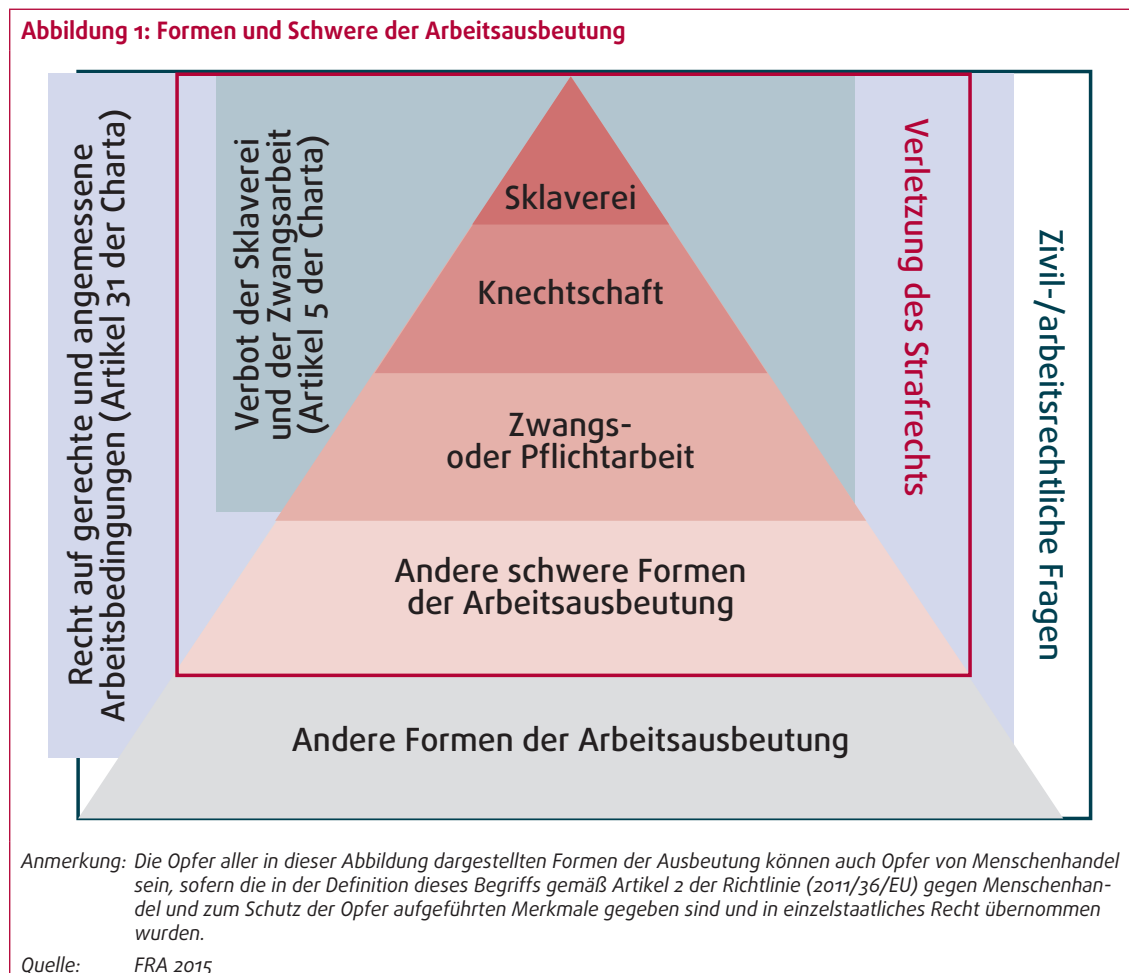 Abbildung 1: Formen und Schwere der Arbeitsausbeutung
Recht auf gerechte und angemessene
Arbeitsbedingungen (Artikel 31 der Charta)
Verbot der Sklaverei
und der Zwangsarbeit
(Artikel 5 der Charta)
Sklaverei
Knechtschaft
Zwangs-
oder Pflichtarbeit
Andere schwere Formen
der Arbeitsausbeutung
Andere Formen der Arbeitsausbeutung
Verletzung des Strafrechts
Zivil-/arbeitsrechtliche Fragen
Anmerkung: Die Opfer aller in dieser Abbildung dargestellten Formen der Ausbeutung können auch Opfer von Menschenhandel
sein, sofern die in der Definition dieses Begriffs gemäß Artikel 2 der Richtlinie (2011/36/EU) gegen Menschenhan-
del und zum Schutz der Opfer aufgeführten Merkmale gegeben sind und in einzelstaatliches Recht übernommen
wurden.
Quelle: FRA 2015